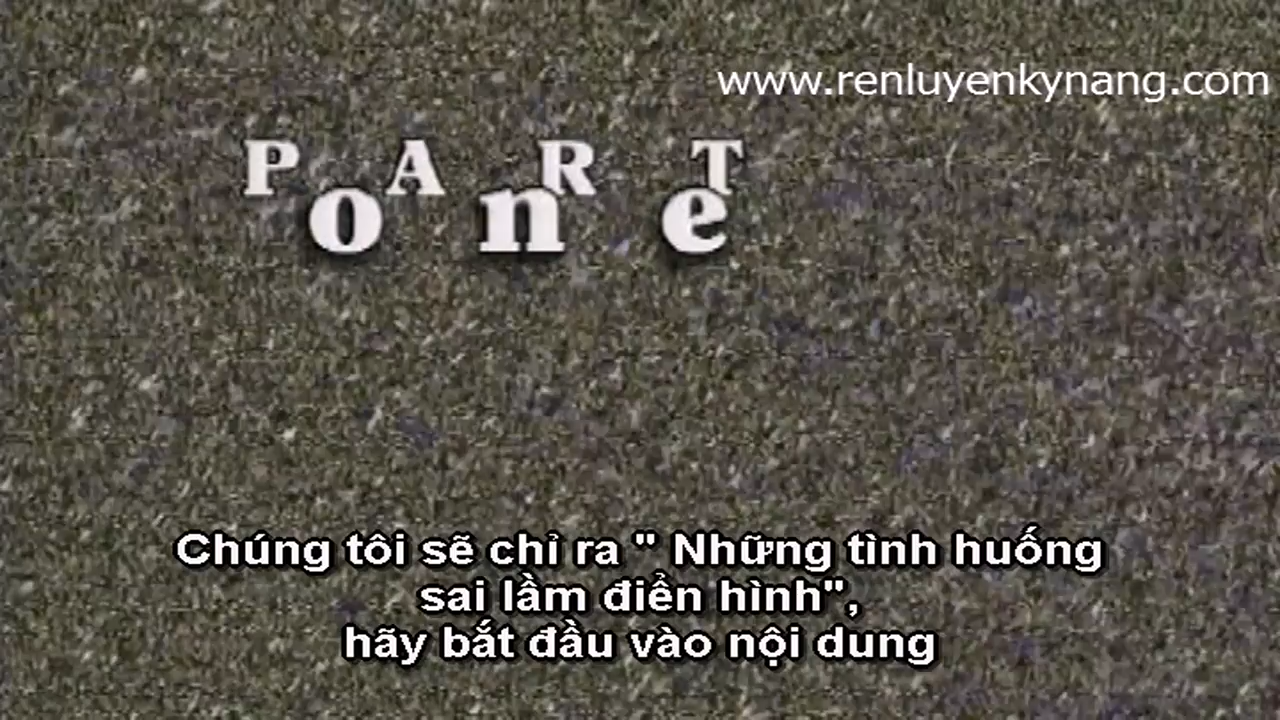 www.renluyenkynang.com
PART
one
Chúng tôi sẽ chỉ ra " Những tình huống
sai lầm điển hình",
hãy bắt đầu vào nội dung